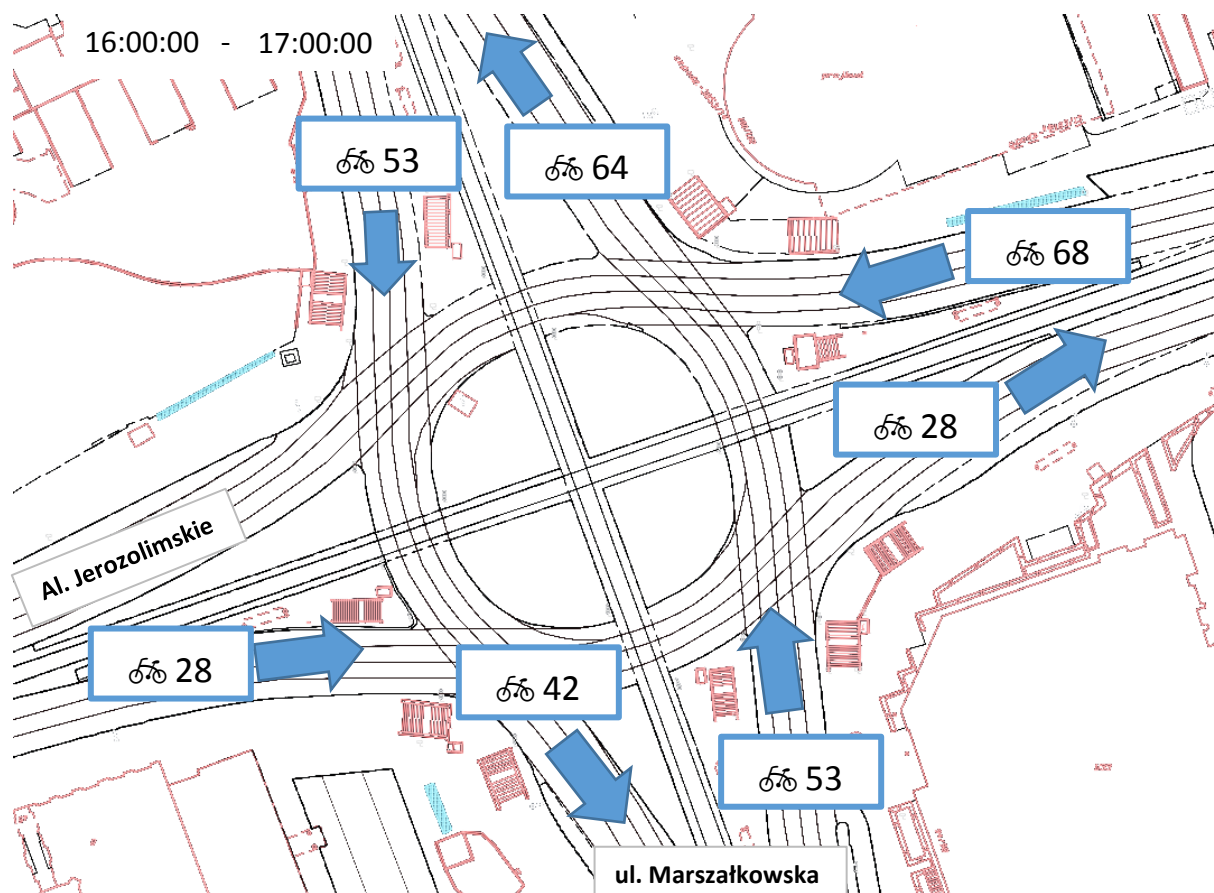 16:00:00 - 17:00:00
53
64
68
28
Al. Jerozolimskie
28
42
53
ul. Marszałkowska